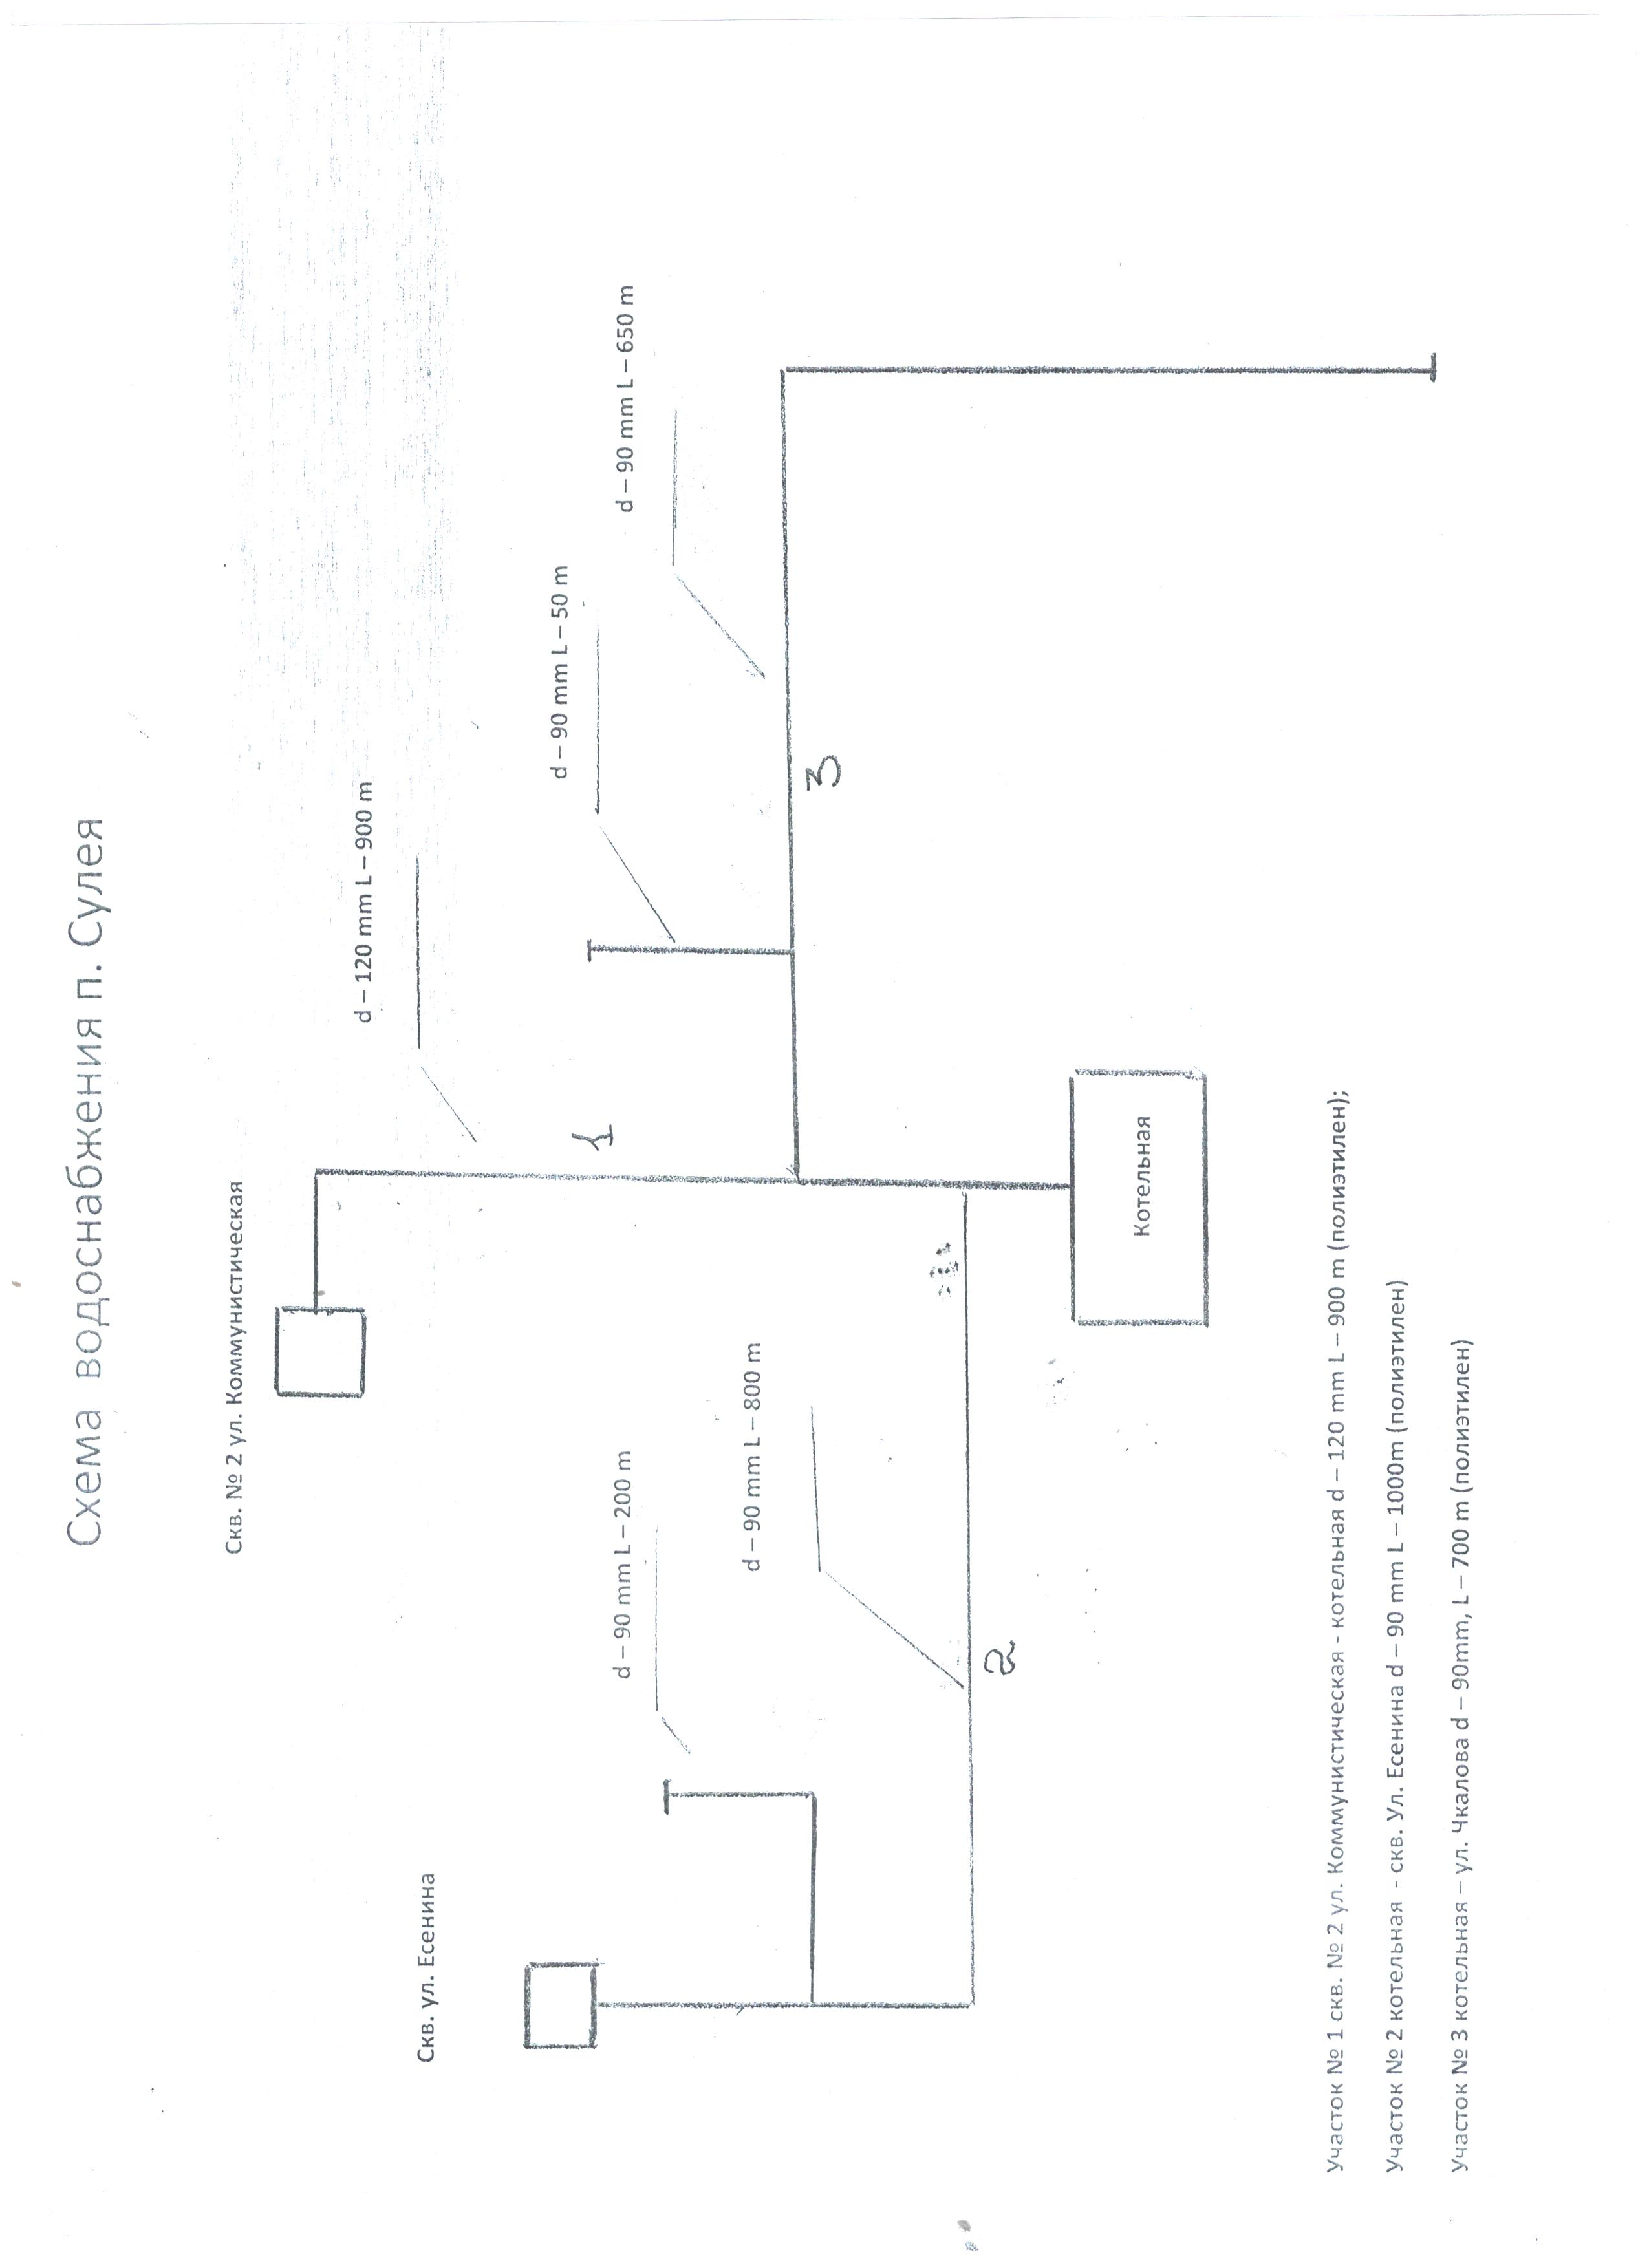 Схема водоснабжения п. Сулея
Скв. № 2 ул. Коммунистическая
d – 120 mm L – 900 m
Скв. ул. Есенина
d – 90 mm L – 50 m
d – 90 mm L – 650 m
1
d – 90 mm L – 200 m
d – 90 mm L – 800 m
3
2
Котельная
Участок № 1 скв. № 2 ул. Коммунистическая - котельная d – 120 mm L – 900 m (полиэтилен);
Участок № 2 котельная - скв. Ул. Есенина d – 90 mm L – 1000m (полиэтилен)
Участок № 3 котельная – ул. Чкалова d – 90mm, L – 700 m (полиэтилен)